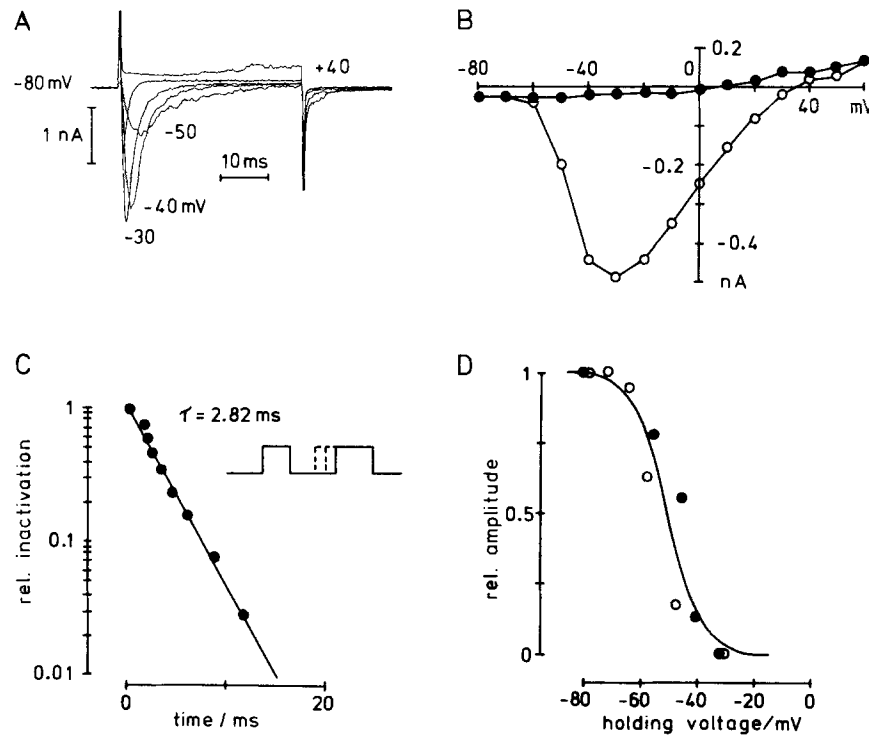 A
-80 mV
1 nA
+40
-50
10 ms
-40 mV
-30
B
0.2
-80
-40
0
40
mV
-0.2
-0.4
nA
C
1
0.1
0.01
rel. inactivation
τ = 2.82 ms
0
20
time / ms
D
1
0.5
0
rel. amplitude
-80
-60
-40
-20
0
holding voltage/mV